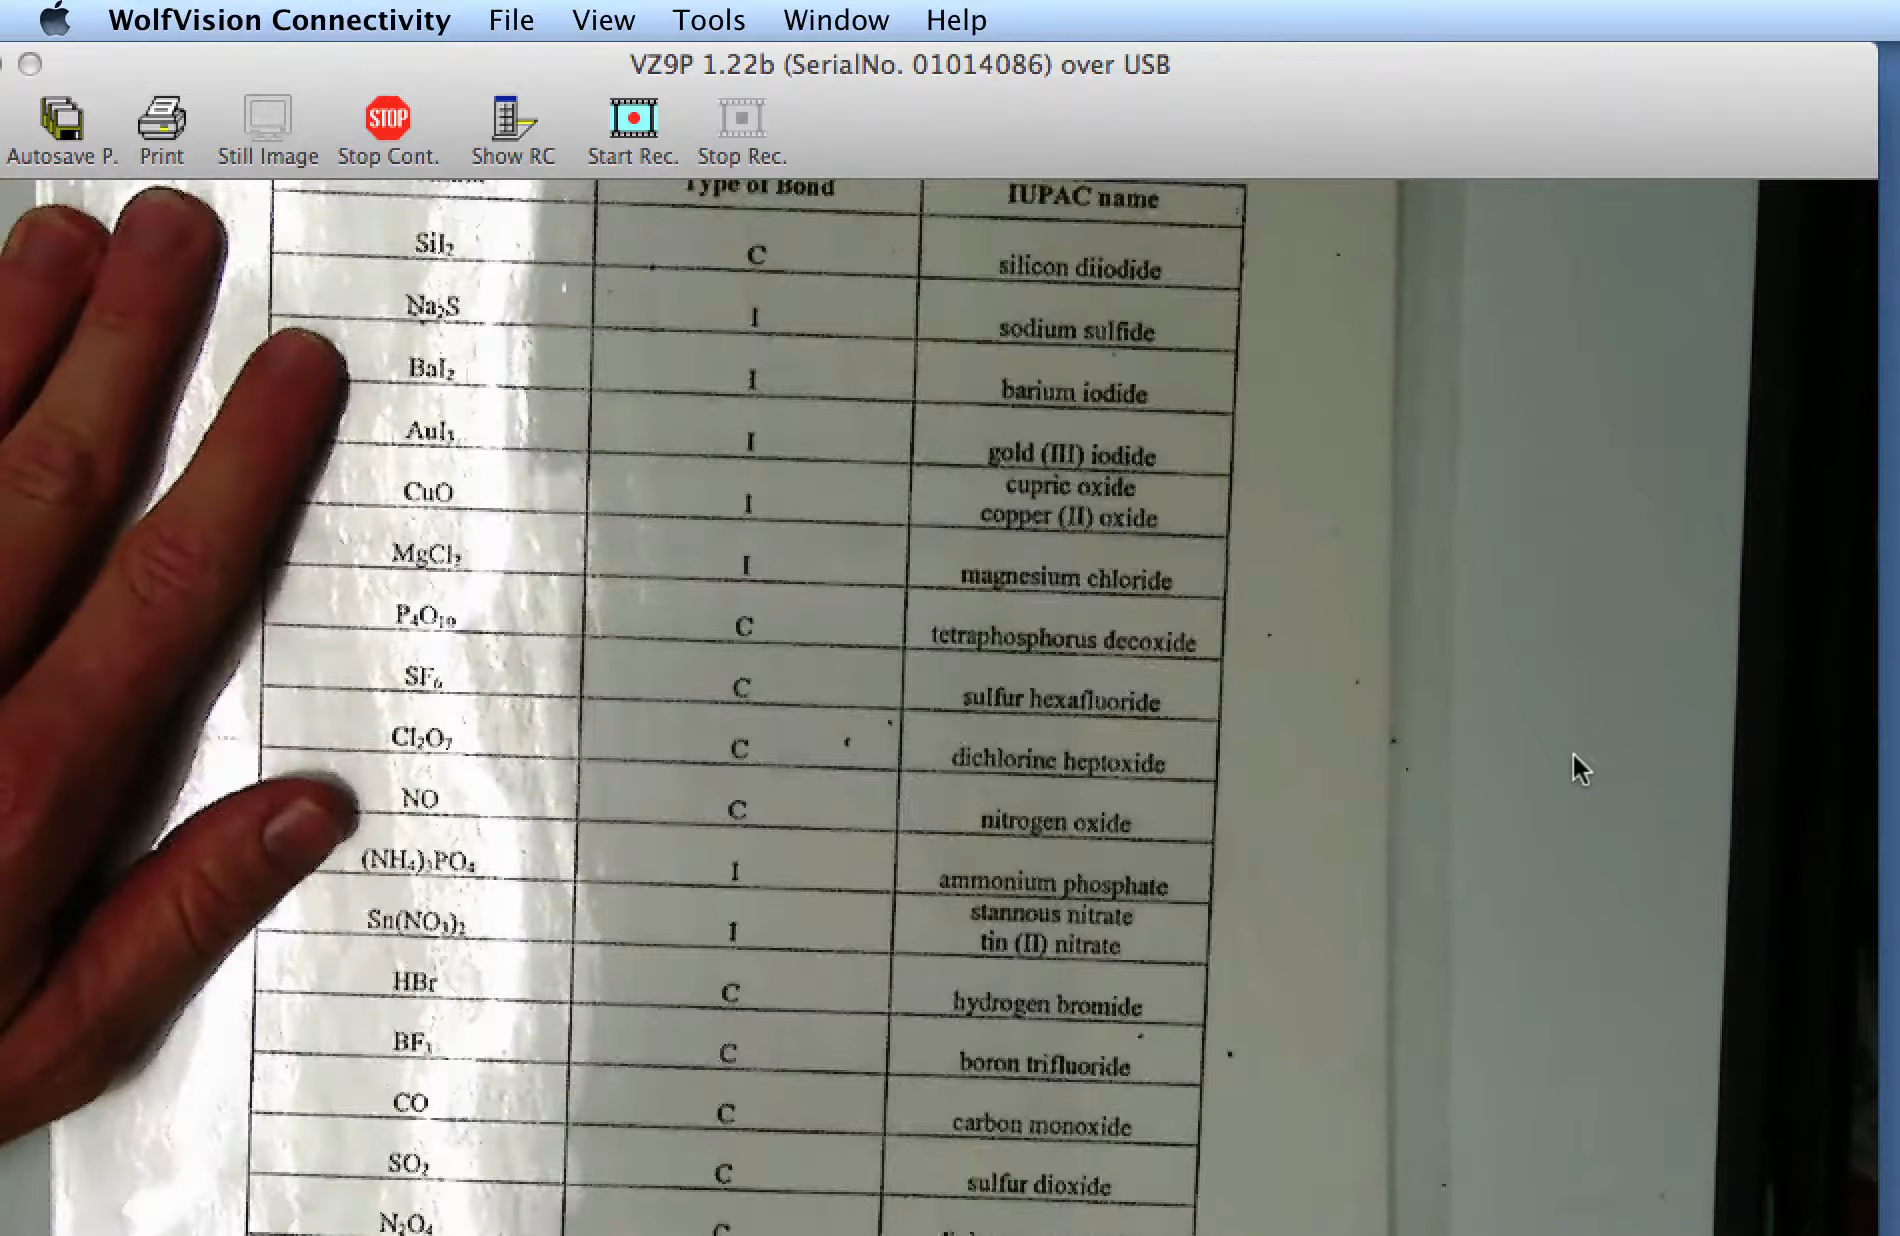 WolfVision Connectivity File View Tools Window Help
VZ9P 1.22b (SerialNo. 01014086) over USB
Autosave P. Print Still Image Stop Cont. Show RC Start Rec. Stop Rec.
STOP
Type of Bond IUPAC name
SiI₂ C silicon diiodide
Na₂S I sodium sulfide
BaI₂ I barium iodide
AuI₃ I gold (III) iodide
CuO I cupric oxide
copper (II) oxide
MgCl₂ I magnesium chloride
P₄O₁₀ C tetraphosphorus decoxide
SF₆ C sulfur hexafluoride
Cl₂O₇ C dichlorine heptoxide
NO C nitrogen oxide
(NH₄)₃PO₄ I ammonium phosphate
Sn(NO₃)₂ I stannous nitrate
tin (II) nitrate
HBr C hydrogen bromide
BF₃ C boron trifluoride
CO C carbon monoxide
SO₂ C sulfur dioxide
N₂O₄ C